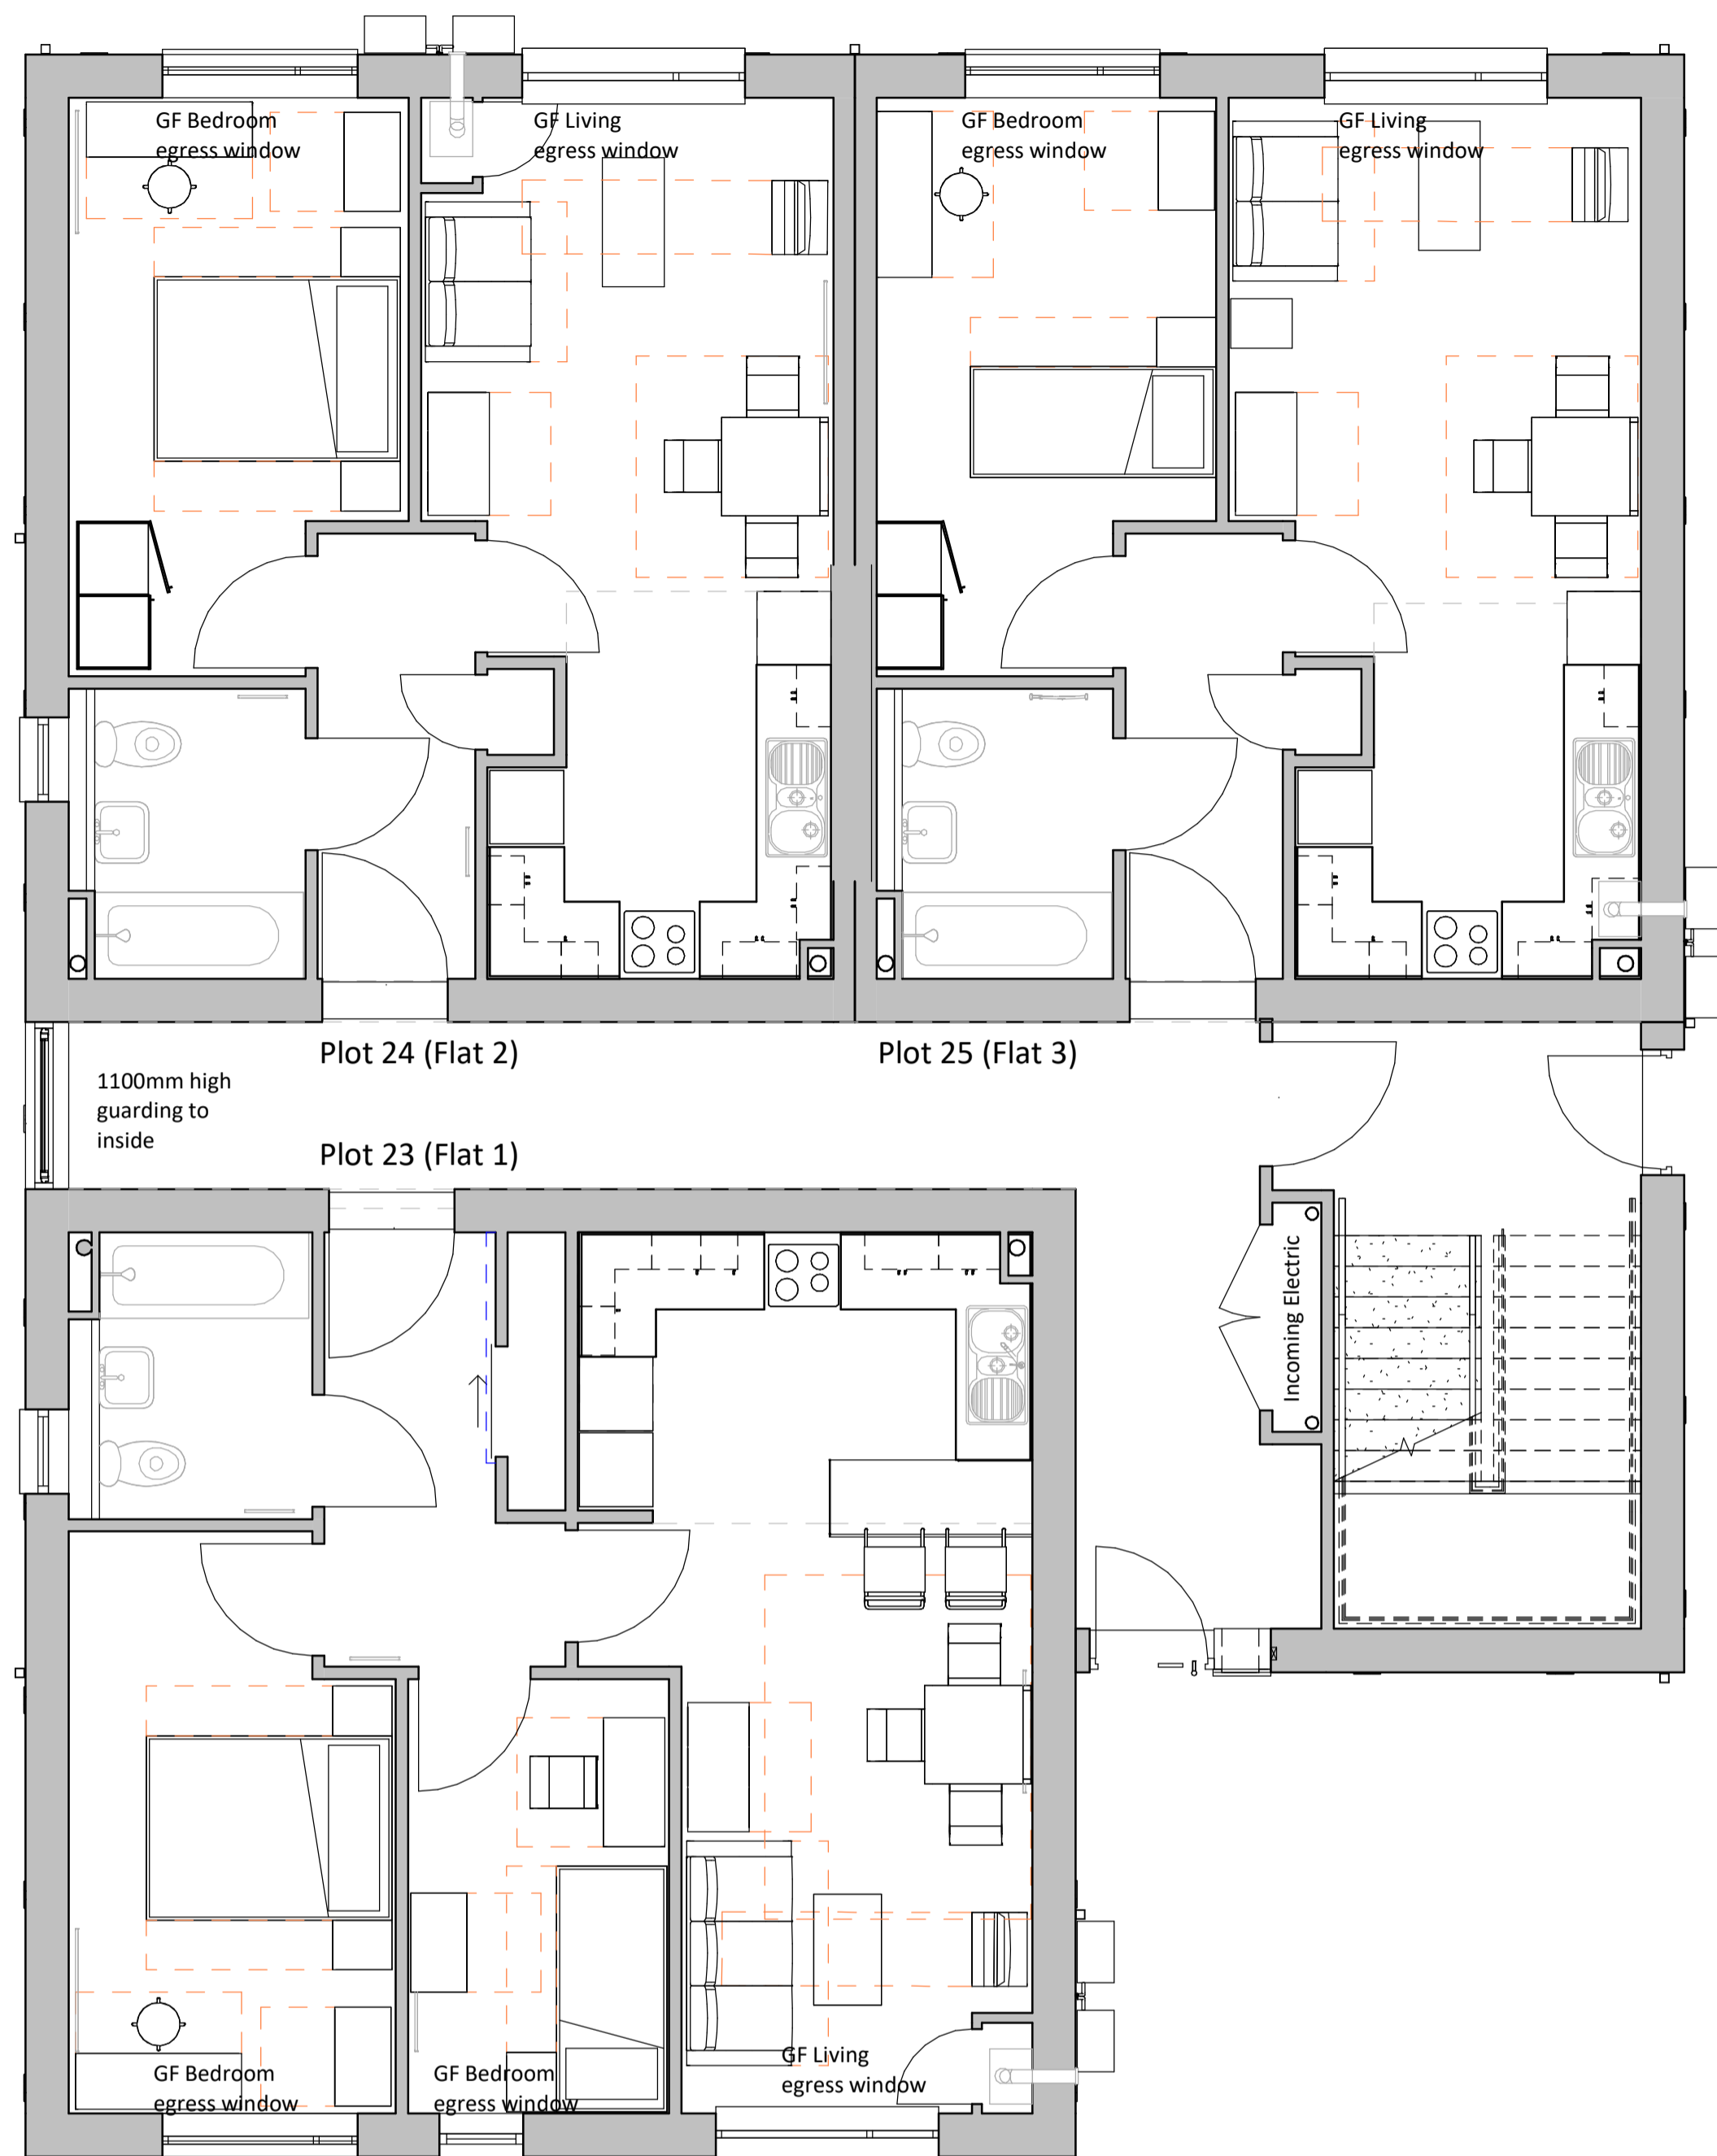 GF Bedroom
egress window
GF Living
egress window
GF Bedroom
egress window
GF Living
egress window
Plot 24 (Flat 2)
Plot 25 (Flat 3)
1100mm high
guarding to
inside
Plot 23 (Flat 1)
Incoming Electric
GF Bedroom
egress window
GF Bedroom
egress window
GF Living
egress window